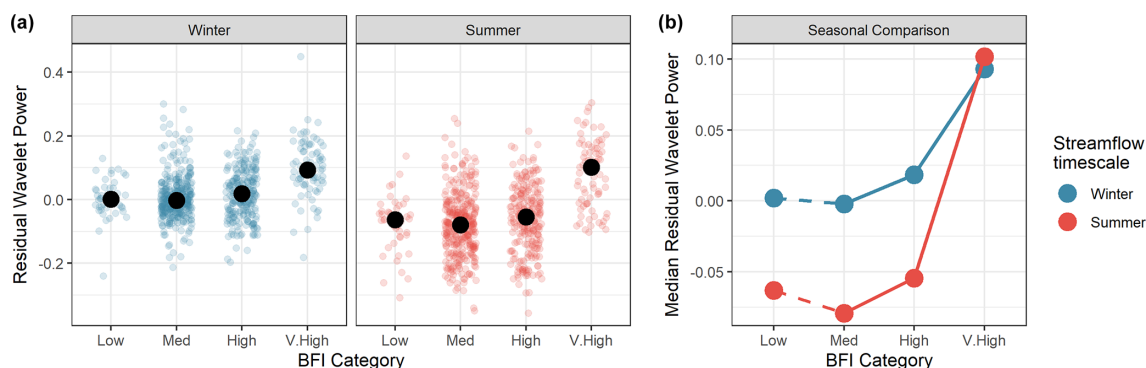 (a)
Winter
Summer
Residual Wavelet Power
0.4
0.2
0.0
-0.2
Low Med High V.High
Low Med High V.High
BFI Category
(b)
Seasonal Comparison
Median Residual Wavelet Power
0.10
0.05
0.00
-0.05
Low Med High V.High
BFI Category
Streamflow
timescale
Winter
Summer